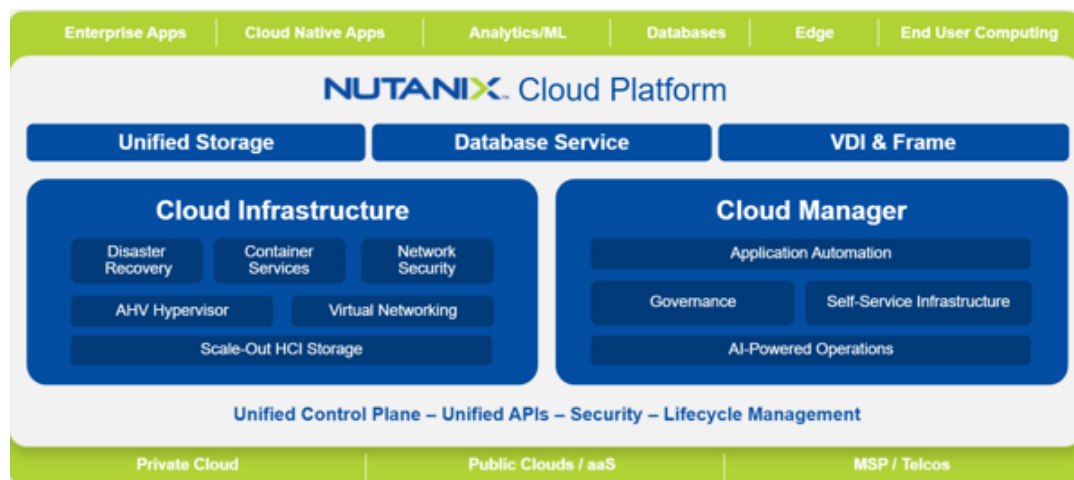 Enterprise Apps Cloud Native Apps Analytics/ML Databases Edge End User Computing
NUTANIX™ Cloud Platform
Unified Storage Database Service VDI & Frame
Cloud Infrastructure
Disaster
Recovery
Container
Services
Network
Security
AHV Hypervisor Virtual Networking
Scale-Out HCI Storage
Cloud Manager
Application Automation
Governance Self-Service Infrastructure
AI-Powered Operations
Unified Control Plane – Unified APIs – Security – Lifecycle Management
Private Cloud Public Clouds / aaS MSP / Telcos